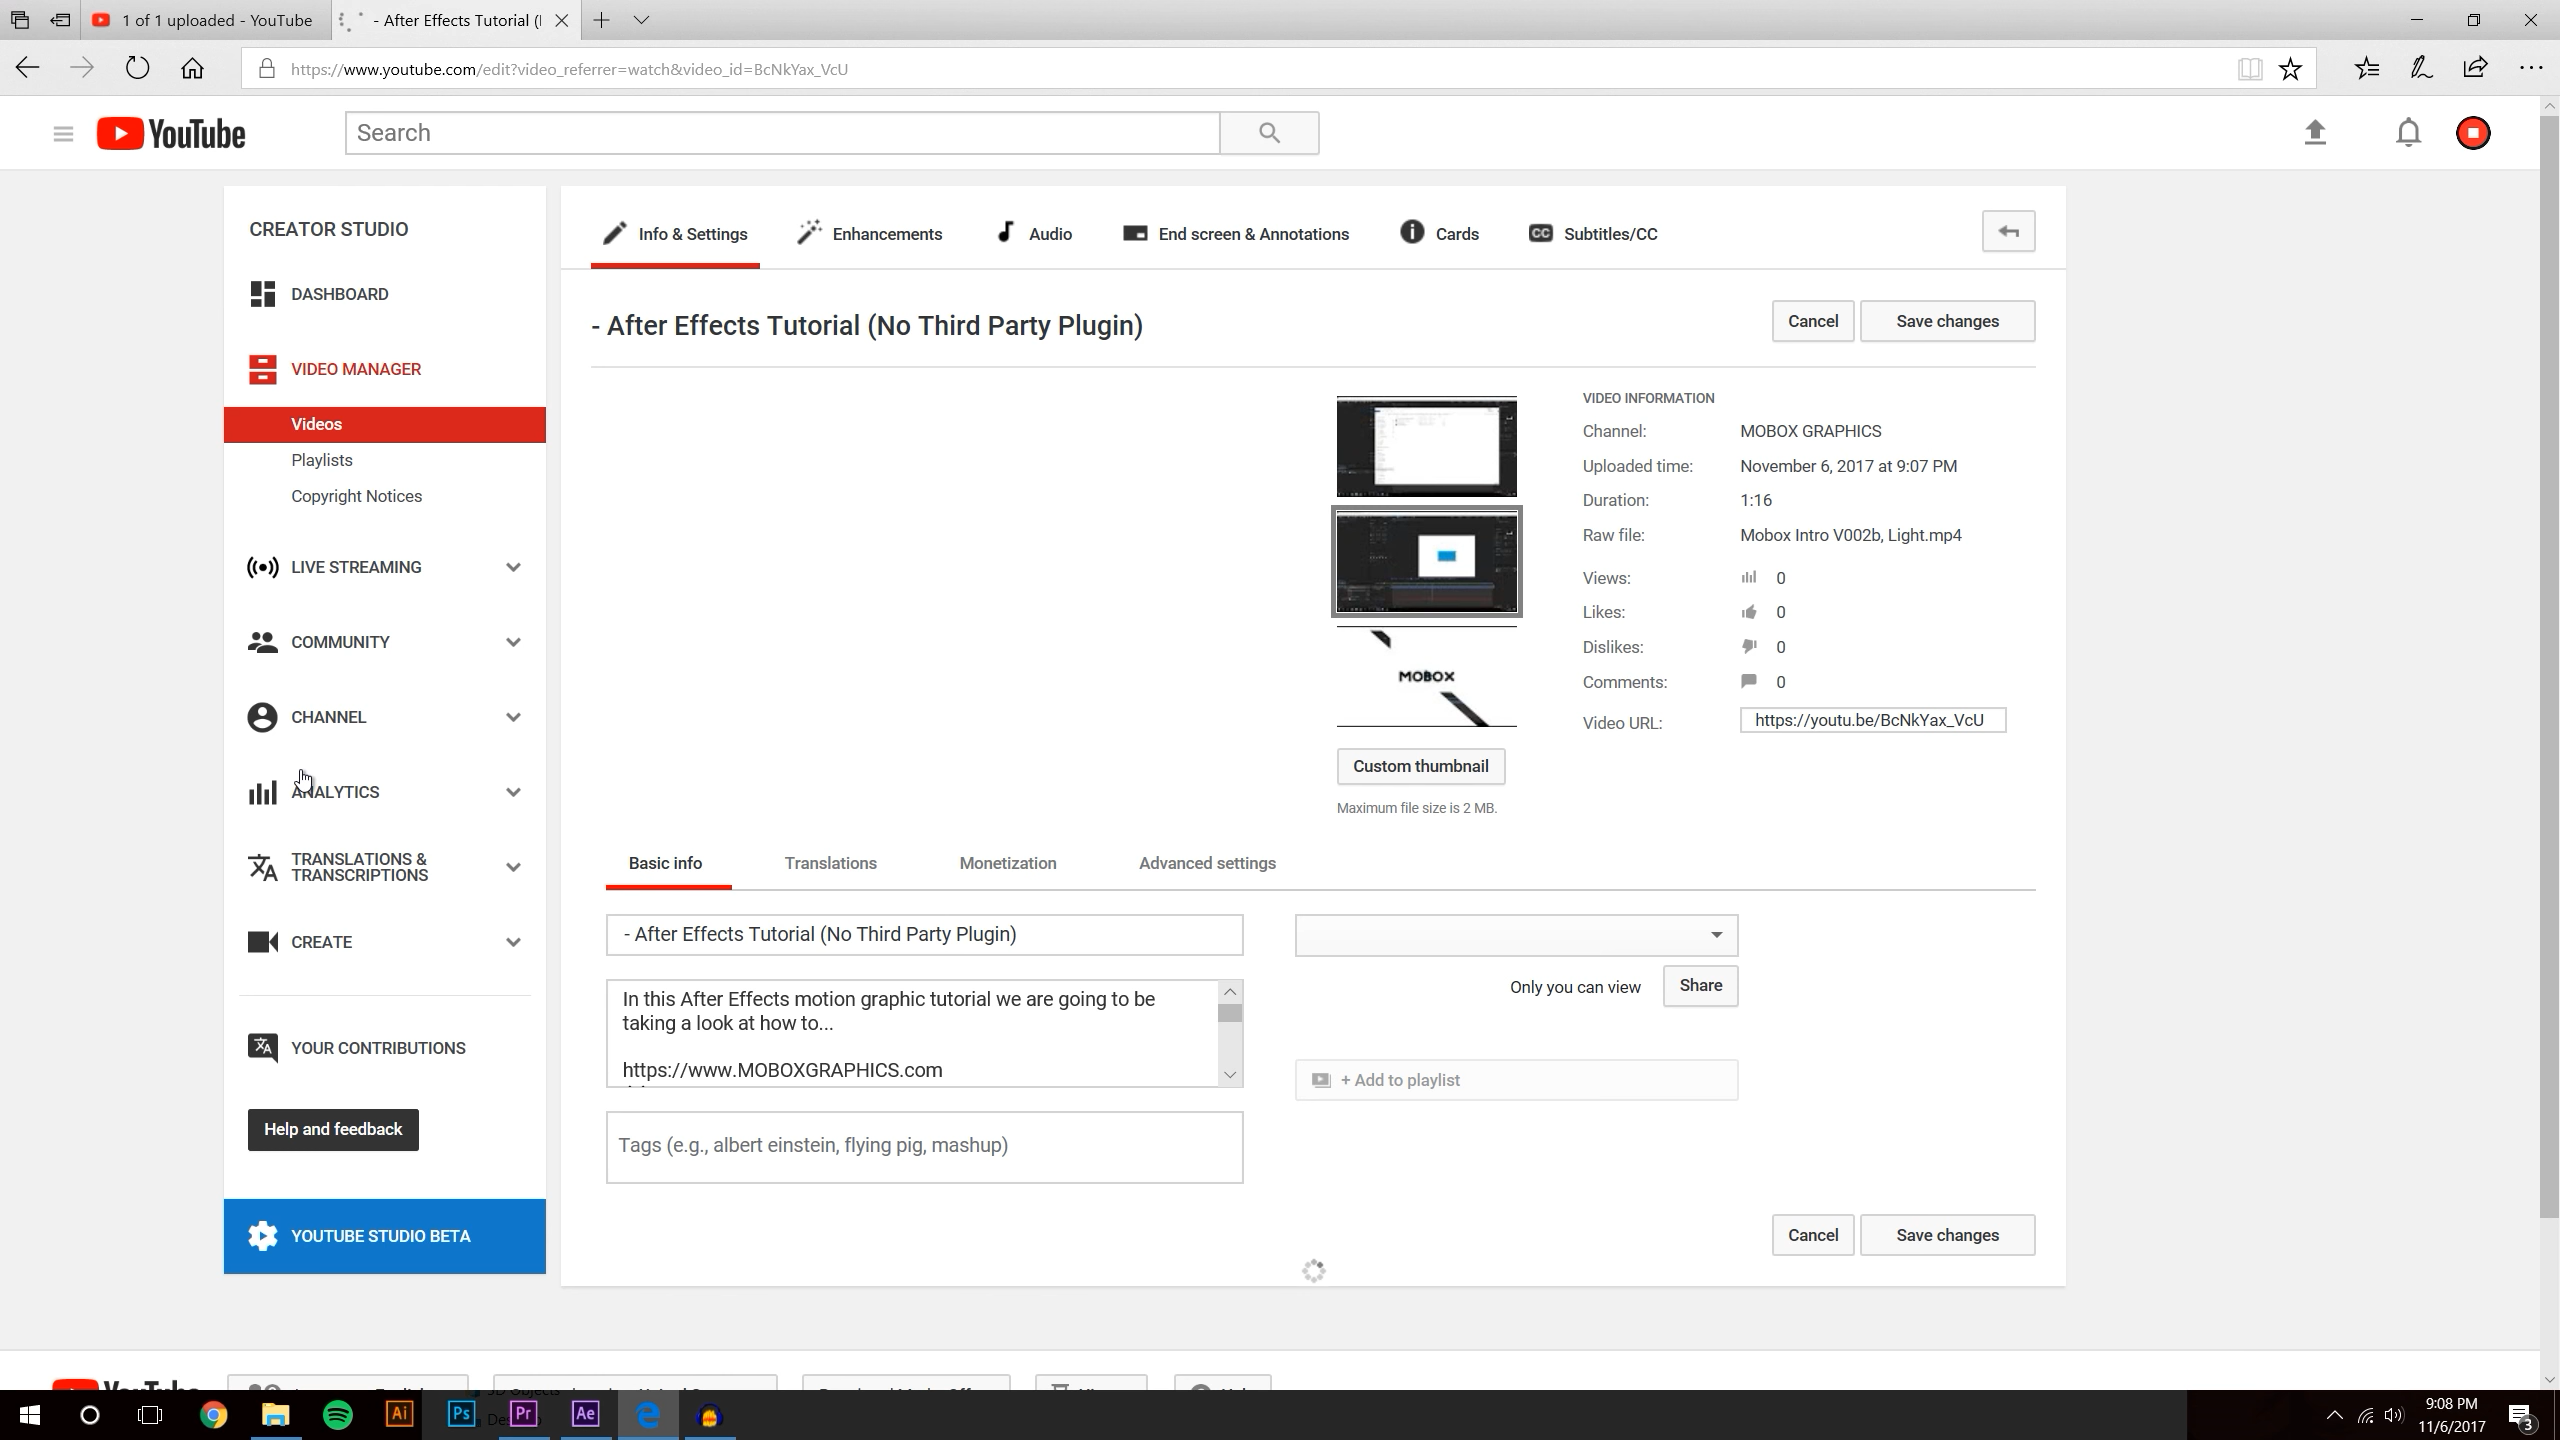 1 of 1 uploaded - YouTube
- After Effects Tutorial (
https://www.youtube.com/edit?video_referrer=watch&video_id=BcNkYax_VcU
YouTube
Search
CREATOR STUDIO
DASHBOARD
VIDEO MANAGER
Videos
Playlists
Copyright Notices
LIVE STREAMING
COMMUNITY
CHANNEL
ANALYTICS
TRANSLATIONS &
TRANSCRIPTIONS
CREATE
YOUR CONTRIBUTIONS
Help and feedback
YOUTUBE STUDIO BETA
Info & Settings
Enhancements
Audio
End screen & Annotations
Cards
CC Subtitles/CC
- After Effects Tutorial (No Third Party Plugin)
Cancel
Save changes
MOBOX
Custom thumbnail
Maximum file size is 2 MB.
VIDEO INFORMATION
Channel: MOBOX GRAPHICS
Uploaded time: November 6, 2017 at 9:07 PM
Duration: 1:16
Raw file: Mobox Intro V002b, Light.mp4
Views: 0
Likes: 0
Dislikes: 0
Comments: 0
Video URL: https://youtu.be/BcNkYax_VcU
Basic info
Translations
Monetization
Advanced settings
- After Effects Tutorial (No Third Party Plugin)
In this After Effects motion graphic tutorial we are going to be
taking a look at how to...
https://www.MOBOXGRAPHICS.com
Tags (e.g., albert einstein, flying pig, mashup)
Only you can view
Share
+ Add to playlist
Cancel
Save changes
YouTube
Ai
Ps
Pr
Ae
9:08 PM
11/6/2017
3